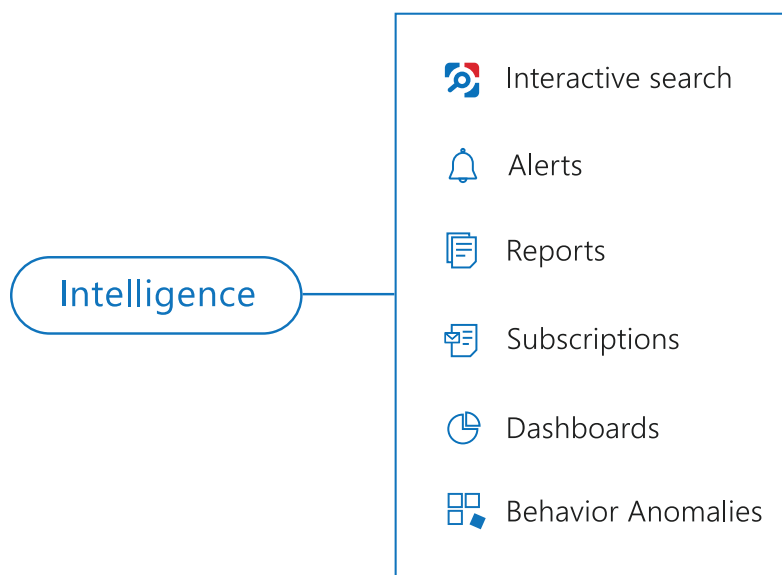 Interactive search
Alerts
Reports
Intelligence
Subscriptions
Dashboards
Behavior Anomalies